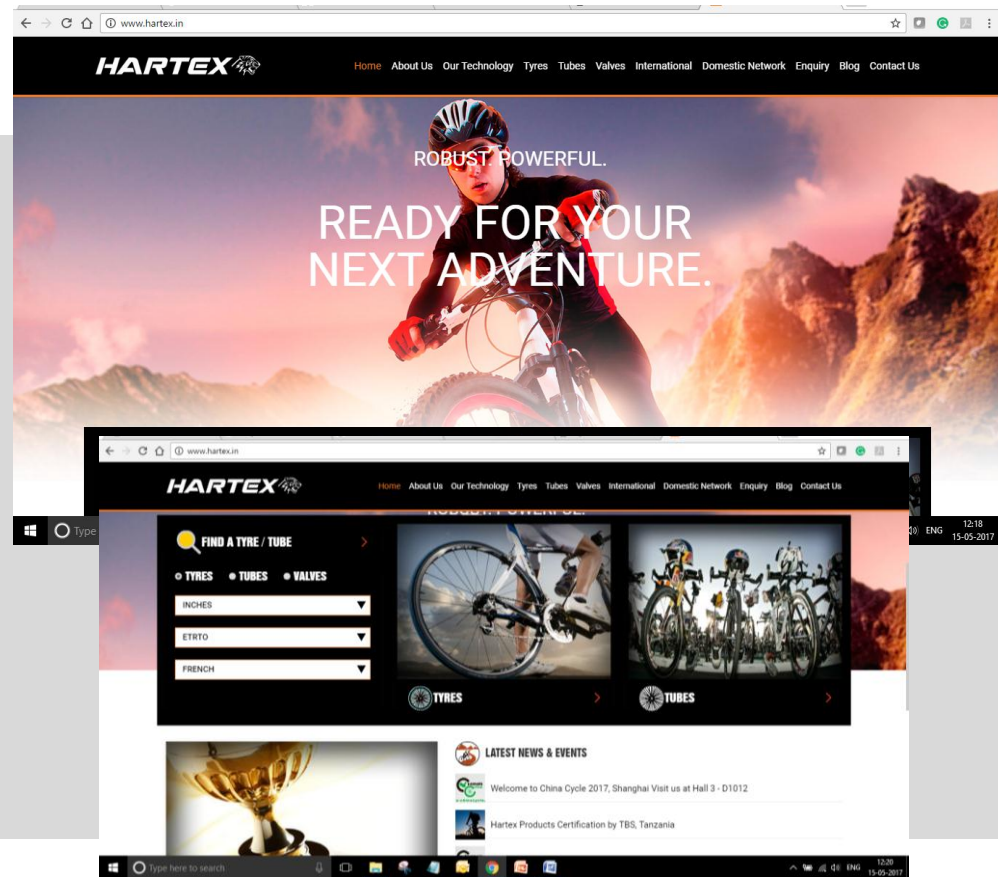 www.hartex.in
HARTEX
Home About Us Our Technology Tyres Tubes Valves International Domestic Network Enquiry Blog Contact Us
ROBUST. POWERFUL.
READY FOR YOUR
NEXT ADVENTURE.
Type
ENG
12:18
15-05-2017
www.hartex.in
HARTEX
Home About Us Our Technology Tyres Tubes Valves International Domestic Network Enquiry Blog Contact Us
ROBUST. POWERFUL.
FIND A TYRE / TUBE
TYRES TUBES VALVES
INCHES
ETRTO
FRENCH
TYRES
TUBES
LATEST NEWS & EVENTS
Welcome to China Cycle 2017, Shanghai Visit us at Hall 3 - D1012
Hartex Products Certification by TBS, Tanzania
Type here to search
ENG
12:20
15-05-2017